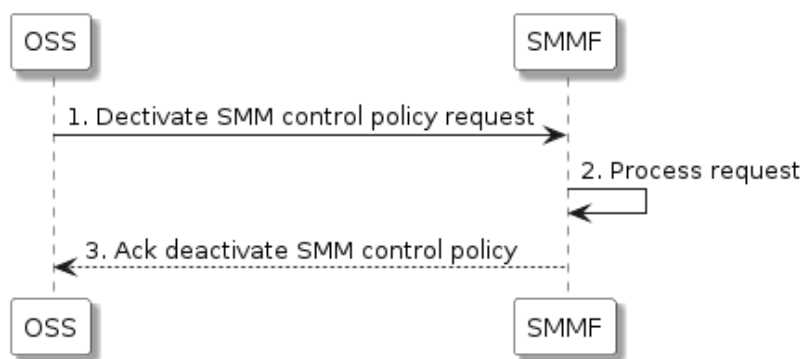 OSS
SMMF
1. Dectivate SMM control policy request
2. Process request
3. Ack deactivate SMM control policy
OSS
SMMF